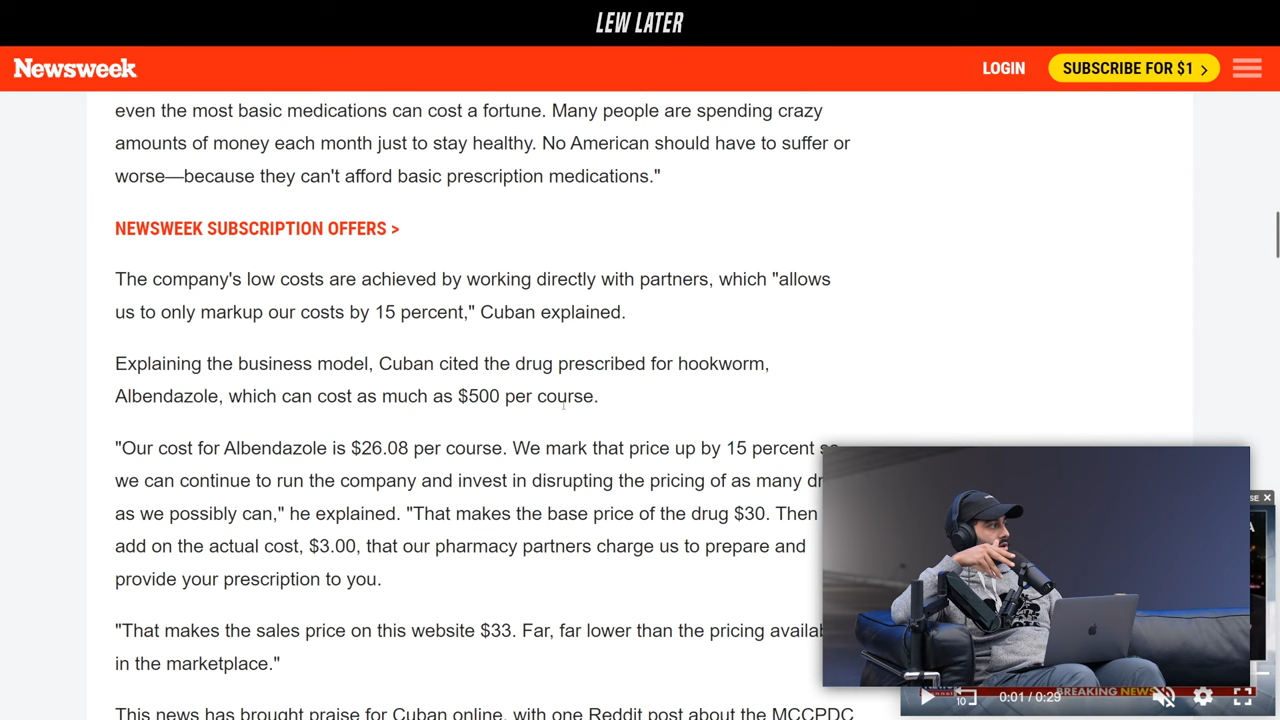 LEW LATER
Newsweek
LOGIN
SUBSCRIBE FOR $1 >
even the most basic medications can cost a fortune. Many people are spending crazy
amounts of money each month just to stay healthy. No American should have to suffer or
worse—because they can't afford basic prescription medications."
NEWSWEEK SUBSCRIPTION OFFERS >
The company's low costs are achieved by working directly with partners, which "allows
us to only markup our costs by 15 percent," Cuban explained.
Explaining the business model, Cuban cited the drug prescribed for hookworm,
Albendazole, which can cost as much as $500 per course.
"Our cost for Albendazole is $26.08 per course. We mark that price up by 15 percent
we can continue to run the company and invest in disrupting the pricing of as many
as we possibly can," he explained. "That makes the base price of the drug $30. Then
add on the actual cost, $3.00, that our pharmacy partners charge us to prepare and
provide your prescription to you.
"That makes the sales price on this website $33. Far, far lower than the pricing
in the marketplace."
This news has brought praise for Cuban online, with one Reddit post about the MCCPDC
10
0:01 / 0:29
BREAKING NEWS